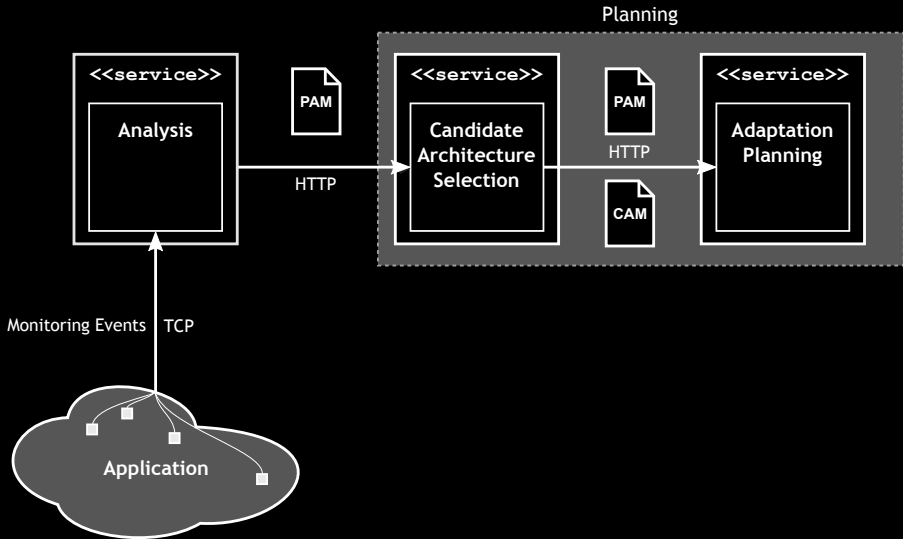 Planning
<<service>>
Analysis
PAM
HTTP
<<service>>
Candidate
Architecture
Selection
PAM
HTTP
CAM
<<service>>
Adaptation
Planning
Monitoring Events
TCP
Application